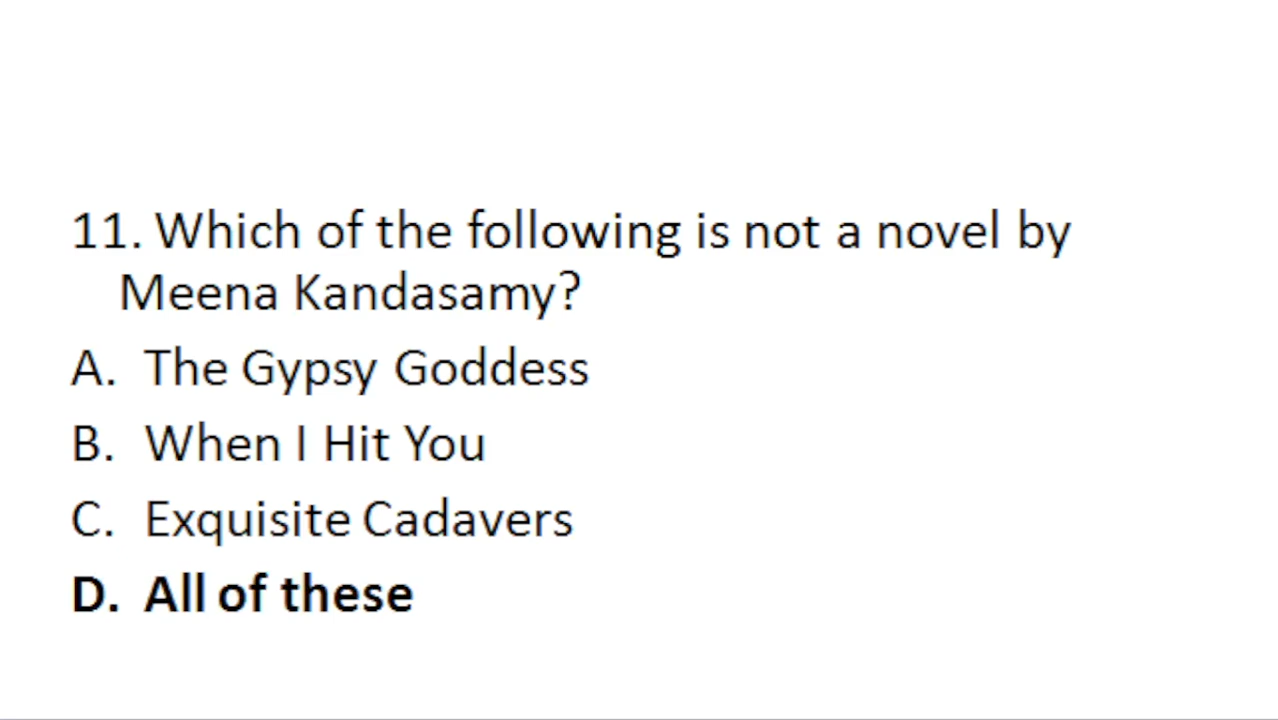 11. Which of the following is not a novel by
Meena Kandasamy?
A. The Gypsy Goddess
B. When I Hit You
C. Exquisite Cadavers
D. All of these